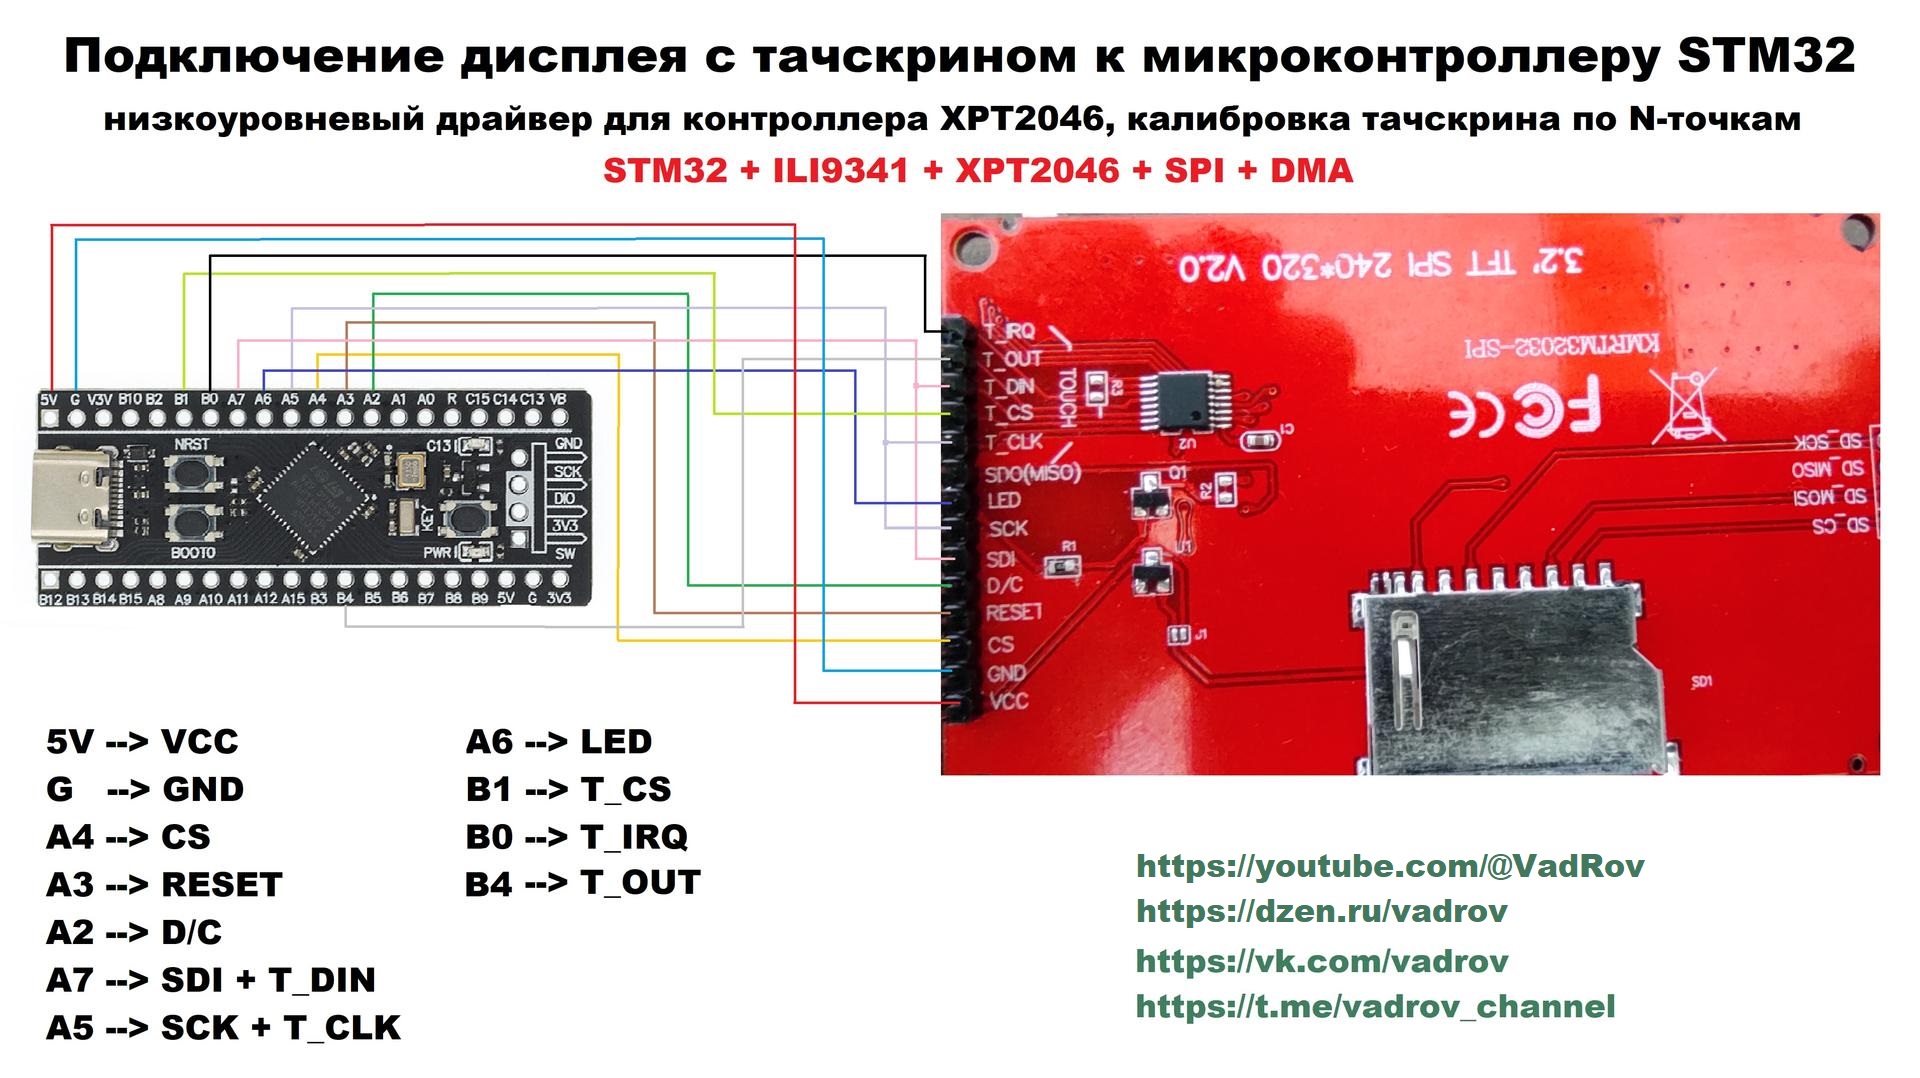 Подключение дисплея с тачскрином к микроконтроллеру STM32
низкоуровневый драйвер для контроллера XPT2046, калибровка тачскрина по N-точкам
STM32 + ILI9341 + XPT2046 + SPI + DMA
5V G V3V B10 B2 B1 B0 A7 A6 A5 A4 A3 A2 A1 A0 R C15 C14 C13 VB
NRST
C13
GND
SCK
DIO
3V3
SW
KEY
BOOT0
PWR
B12 B13 B14 B15 A8 A9 A10 A11 A12 A15 B3 B4 B5 B6 B7 B8 B9 5V G 3V3
3.2' TFT SPI 240*320 V2.0
KMRTM32032-SPI
T_IRQ
T_OUT
T_DIN
T_CS
T_CLK
SDO(MISO)
LED
SCK
SDI
D/C
RESET
CS
GND
VCC
TOUCH
R3
U2
C1
Q1
R2
R1
J1
FC CE
SD_SCK
SD_MISO
SD_MOSI
SD_CS
SD1
5V --> VCC
G --> GND
A4 --> CS
A3 --> RESET
A2 --> D/C
A7 --> SDI + T_DIN
A5 --> SCK + T_CLK
A6 --> LED
B1 --> T_CS
B0 --> T_IRQ
B4 --> T_OUT
https://youtube.com/@VadRov
https://dzen.ru/vadrov
https://vk.com/vadrov
https://t.me/vadrov_channel